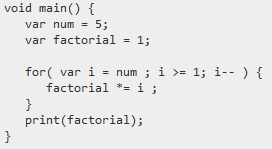 void main() {
   var num = 5;
   var factorial = 1;

   for( var i = num ; i >= 1; i-- ) {
      factorial *= i ;
   }
   print(factorial);
}